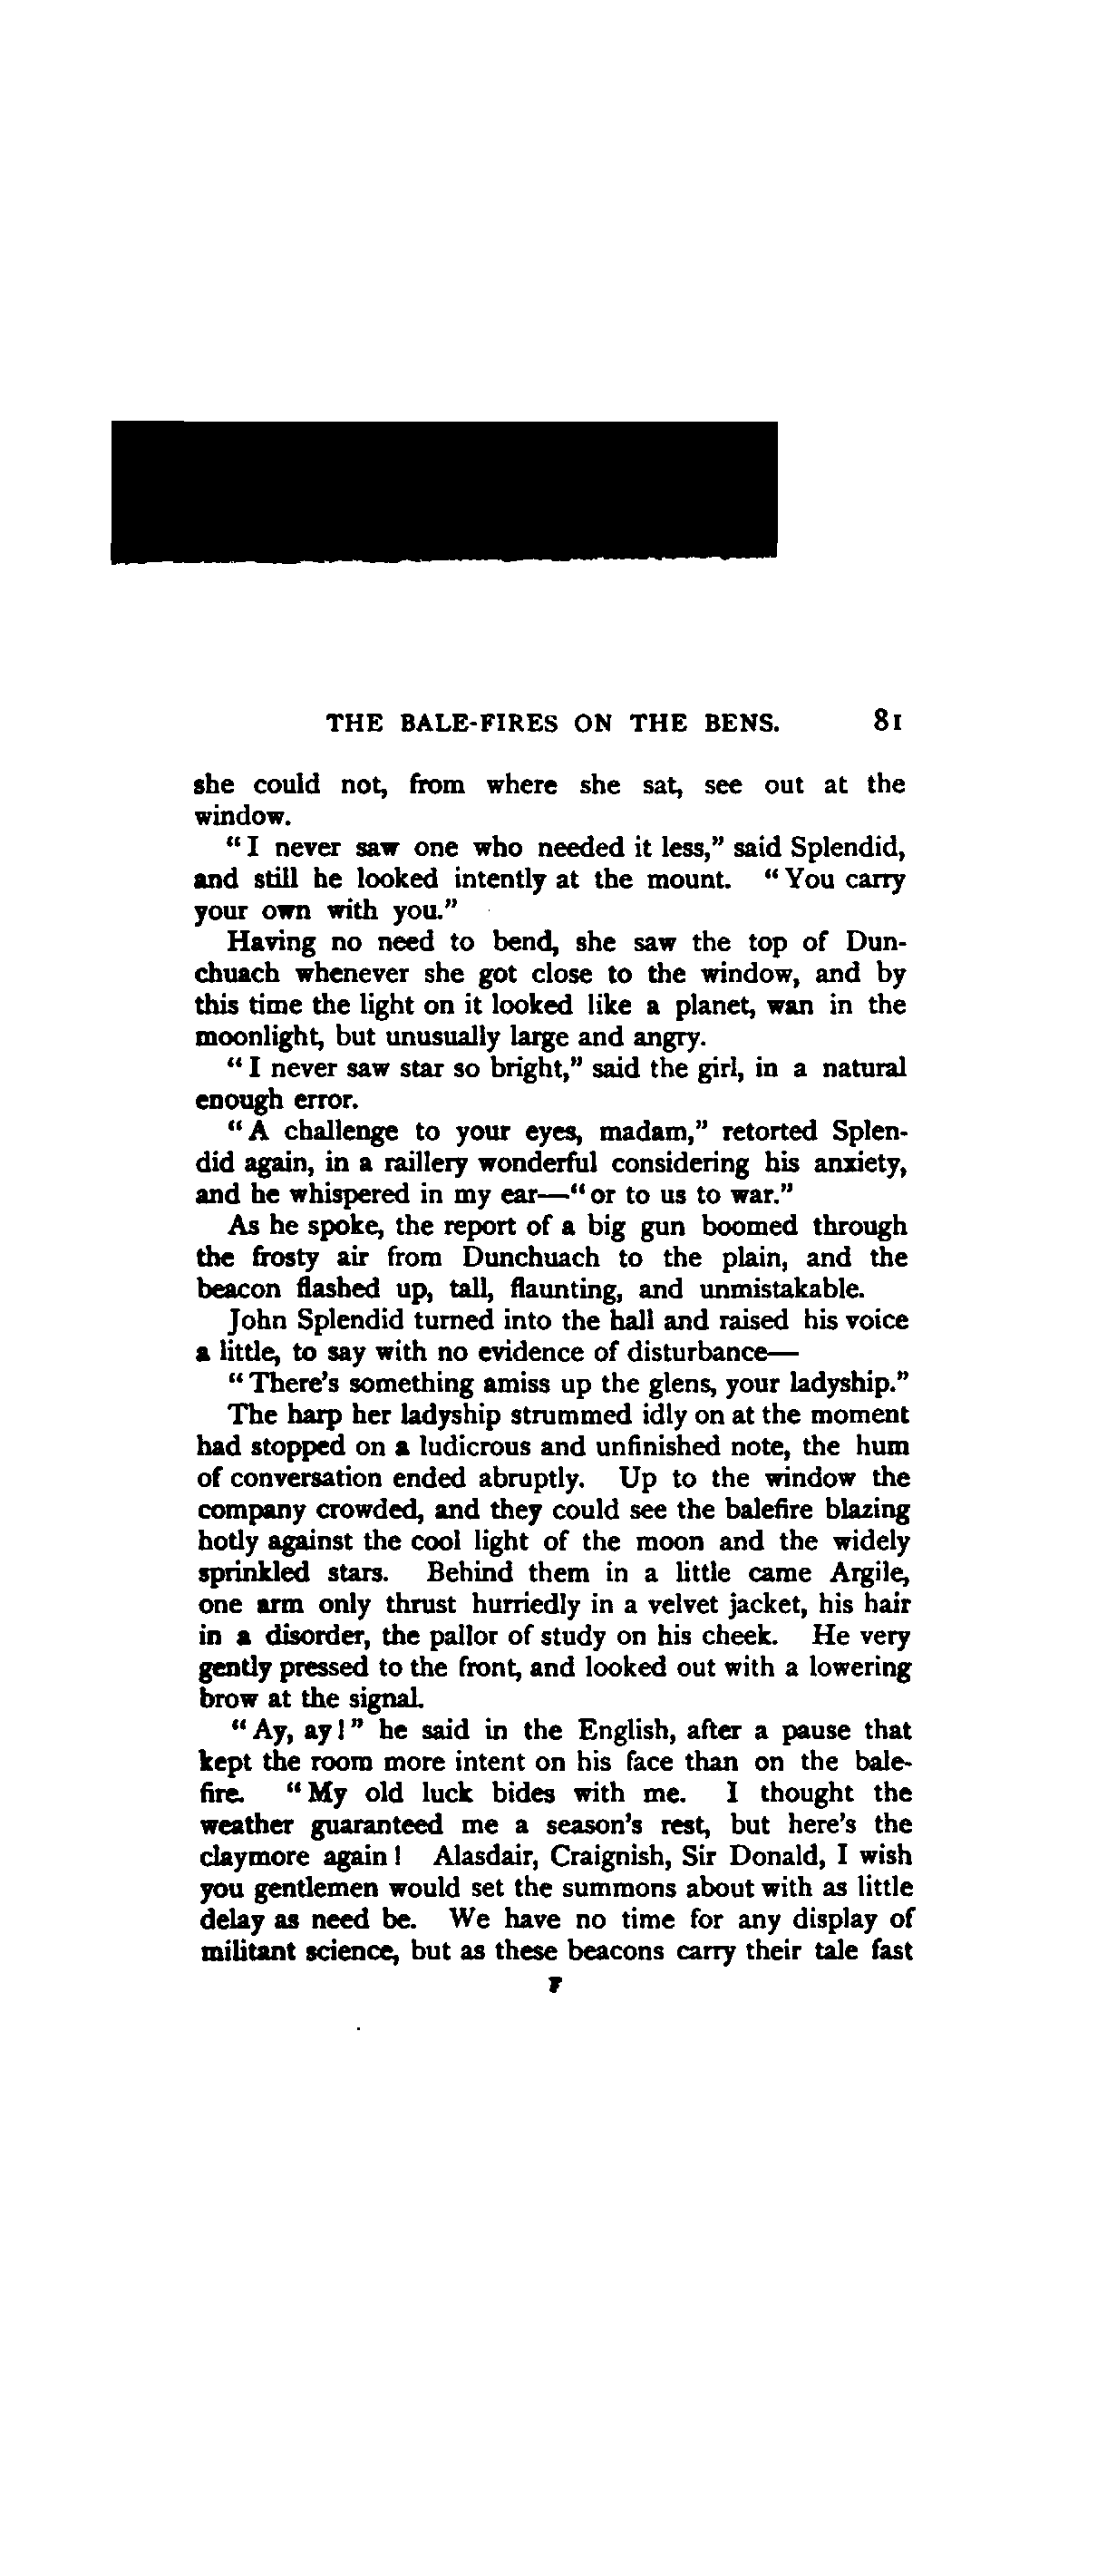 THE BALE-FIRES ON THE BENS. 81
she could not, from where she sat, see out at the
window.
“I never saw one who needed it less,” said Splendid,
and still he looked intently at the mount. “You carry
your own with you.”
Having no need to bend, she saw the top of Dun-
chuach whenever she got close to the window, and by
this time the light on it looked like a planet, wan in the
moonlight, but unusually large and angry.
“I never saw star so bright,” said the girl, in a natural
enough error.
“A challenge to your eyes, madam,” retorted Splen-
did again, in a raillery wonderful considering his anxiety,
and he whispered in my ear—“or to us to war.”
As he spoke, the report of a big gun boomed through
the frosty air from Dunchuach to the plain, and the
beacon flashed up, tall, flaunting, and unmistakable.
John Splendid turned into the hall and raised his voice
a little, to say with no evidence of disturbance—
“There's something amiss up the glens, your ladyship.”
The harp her ladyship strummed idly on at the moment
had stopped on a ludicrous and unfinished note, the hum
of conversation ended abruptly. Up to the window the
company crowded, and they could see the balefire blazing
hotly against the cool light of the moon and the widely
sprinkled stars. Behind them in a little came Argile,
one arm only thrust hurriedly in a velvet jacket, his hair
in a disorder, the pallor of study on his cheek. He very
gently pressed to the front, and looked out with a lowering
brow at the signal.
“Ay, ay!” he said in the English, after a pause that
kept the room more intent on his face than on the bale-
fire. “My old luck bides with me. I thought the
weather guaranteed me a season's rest, but here's the
claymore again! Alasdair, Craignish, Sir Donald, I wish
you gentlemen would set the summons about with as little
delay as need be. We have no time for any display of
militant science, but as these beacons carry their tale fast
F